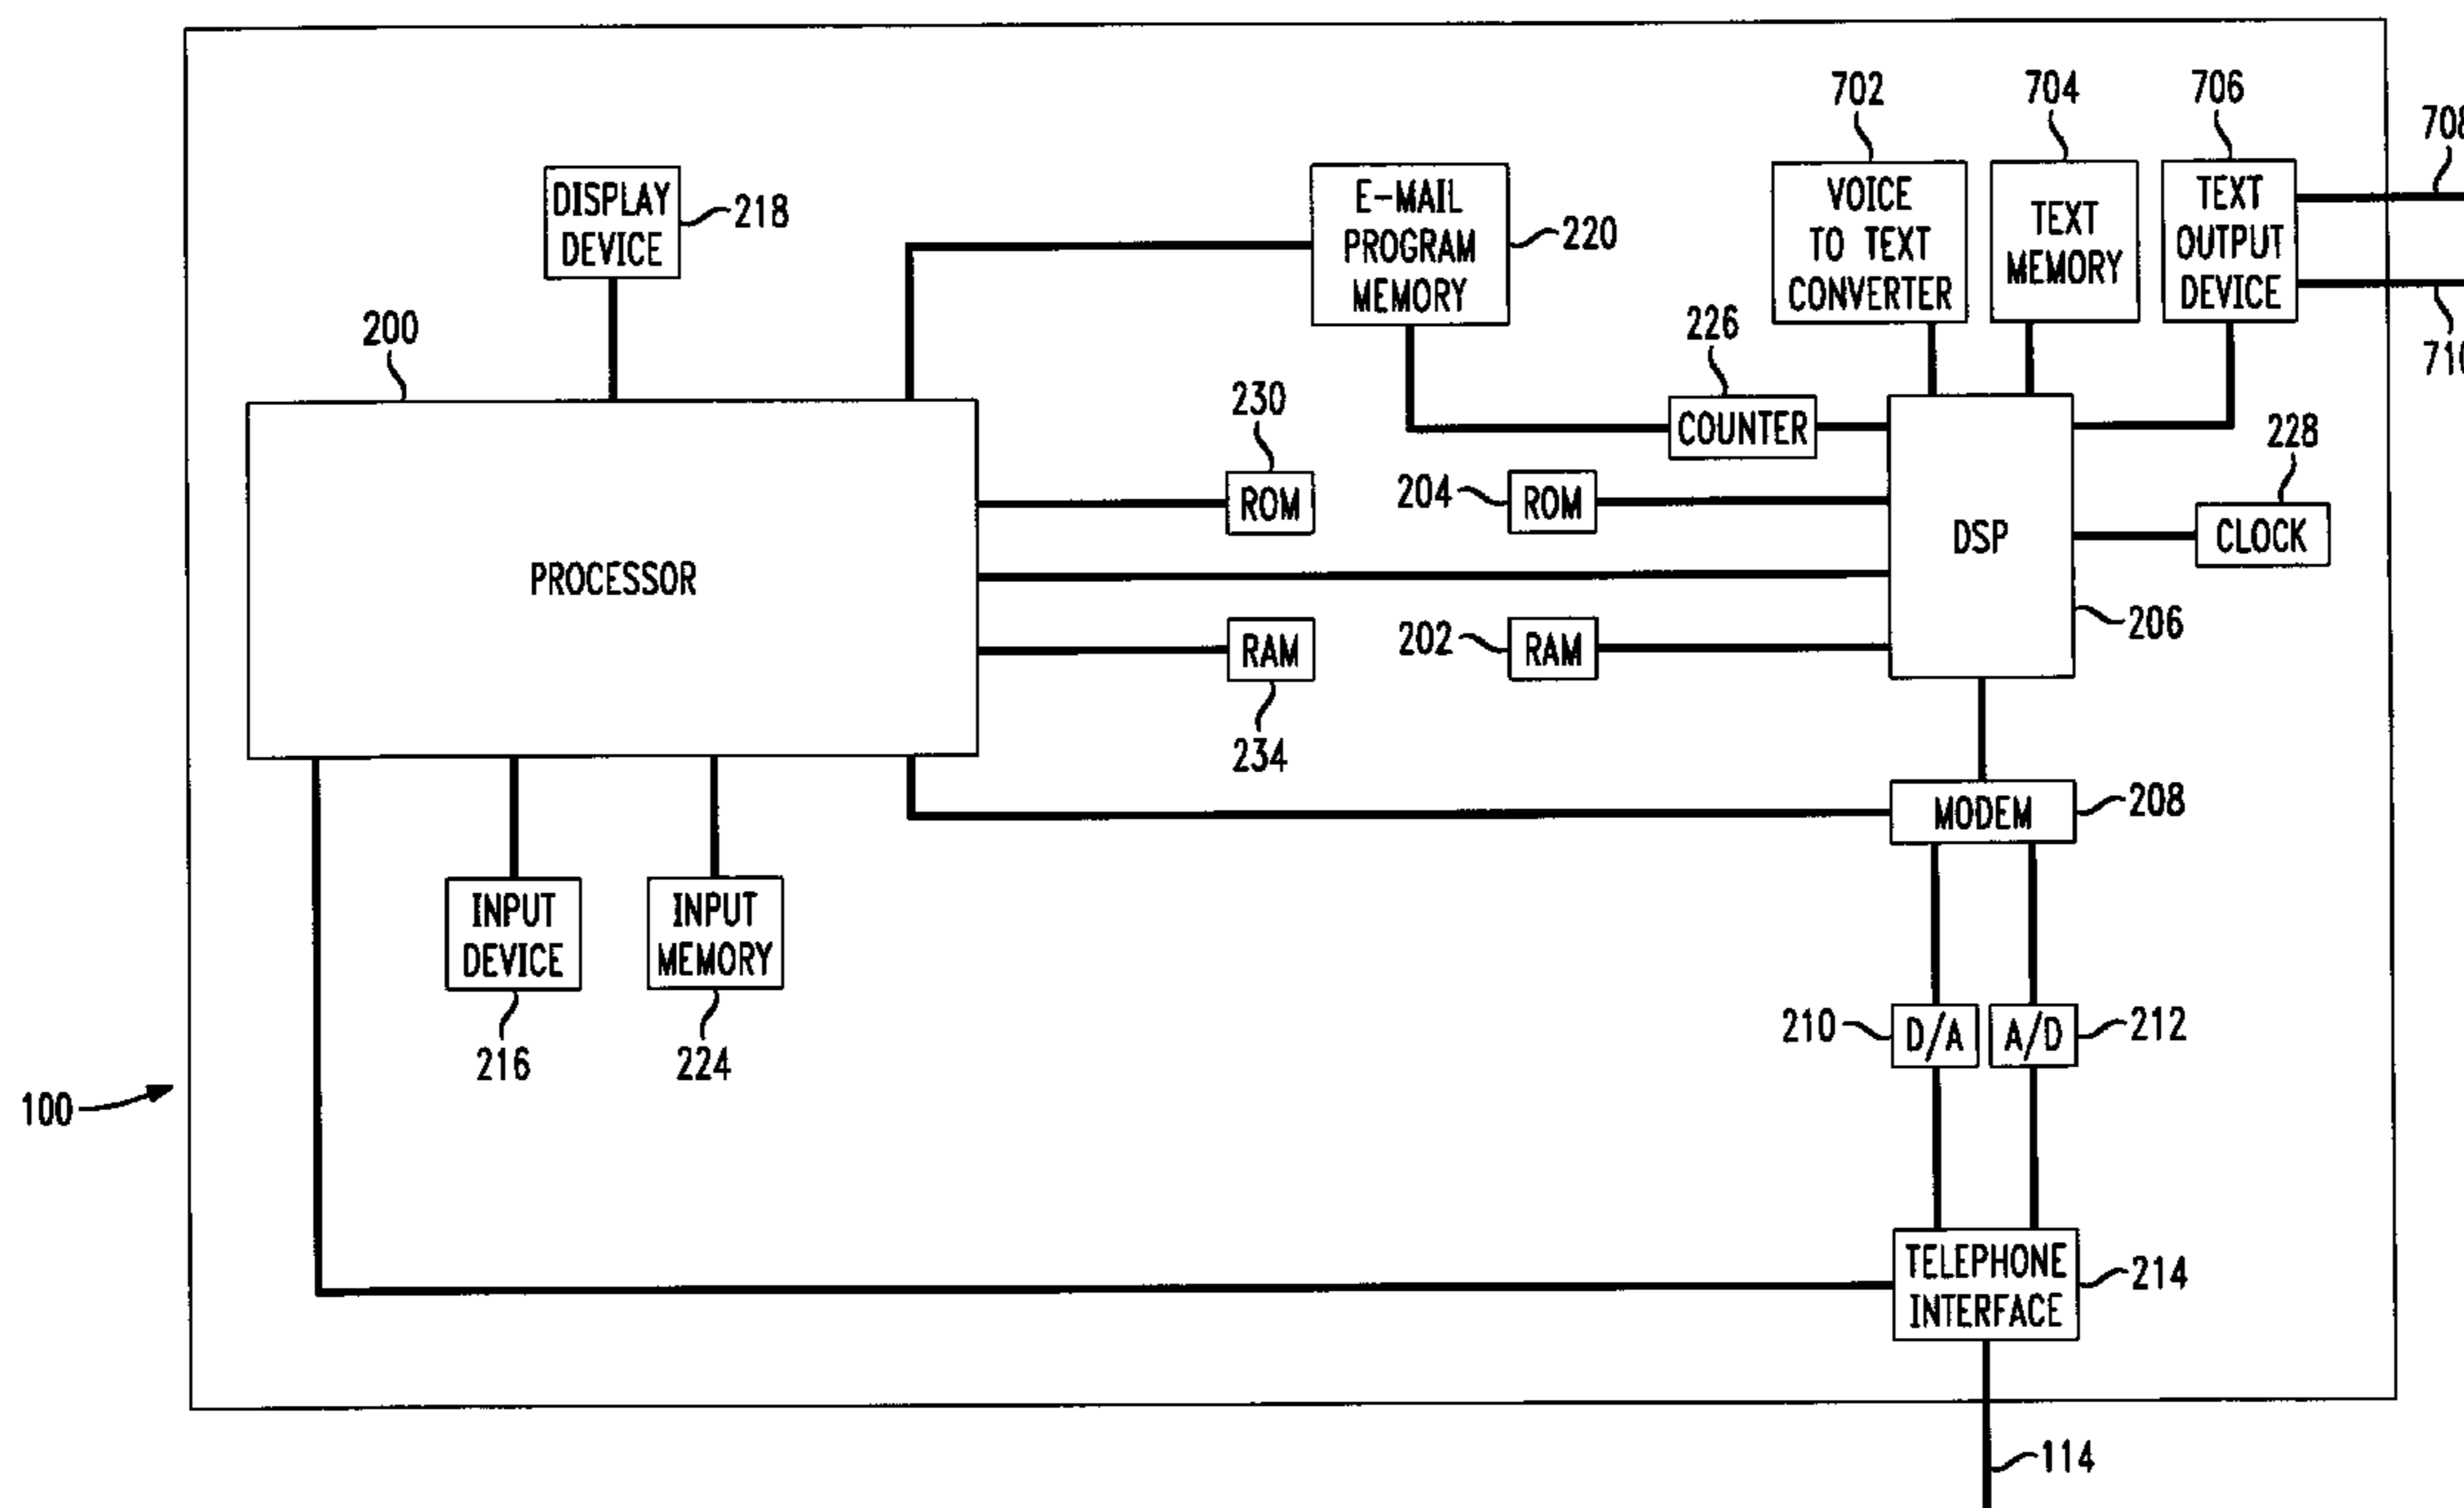 702
704
706
708
DISPLAY
DEVICE
218
E-MAIL
PROGRAM
MEMORY
220
VOICE
TO TEXT
CONVERTER
TEXT
MEMORY
TEXT
OUTPUT
DEVICE
200
226
230
COUNTER
228
204
ROM
ROM
DSP
CLOCK
PROCESSOR
206
202
RAM
RAM
234
MODEM
208
INPUT
DEVICE
INPUT
MEMORY
216
224
210
D/A
A/D
212
100
TELEPHONE
INTERFACE
214
114